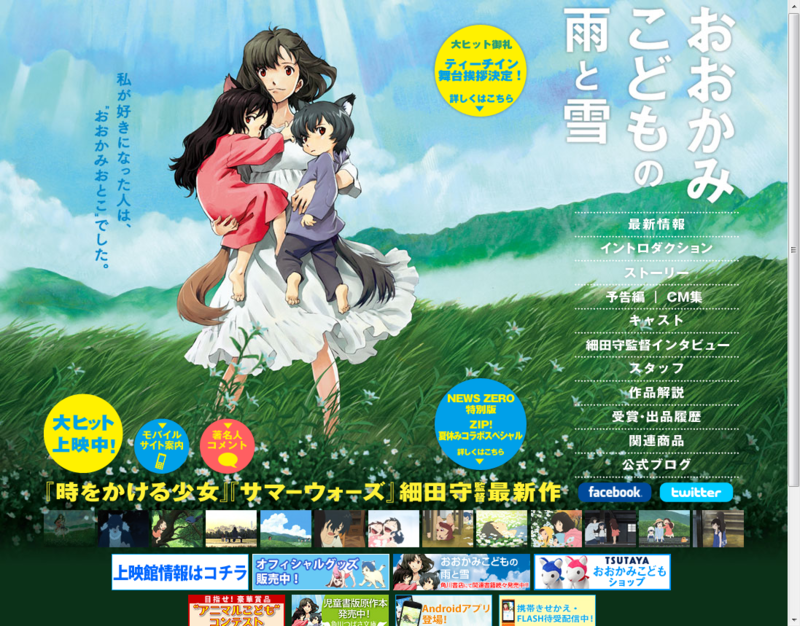 おおかみ
こどもの
雨と雪
私が好きになった人は、
"おおかみおとこ"でした。
大ヒット御礼
ティーチイン
舞台挨拶決定！
詳しくはこちら
最新情報
イントロダクション
ストーリー
予告編 ｜ CM集
キャスト
細田守監督インタビュー
スタッフ
作品解説
受賞・出品履歴
関連商品
公式ブログ
facebook
twitter
大ヒット
上映中！
モバイル
サイト案内
著名人
コメント
NEWS ZERO
特別版
ZIP!
夏休みコラボスペシャル
詳しくはこちら
『時をかける少女』『サマーウォーズ』細田守監督最新作
上映館情報はコチラ
オフィシャルグッズ
販売中！
おおかみこどもの
雨と雪
TSUTAYA
おおかみこども
ショップ
目指せ！豪華賞品
"アニマルこども"
コンテスト
児童書版原作本
発売中！
Androidアプリ
登場！
携帯きせかえ・
FLASH待受配信中！